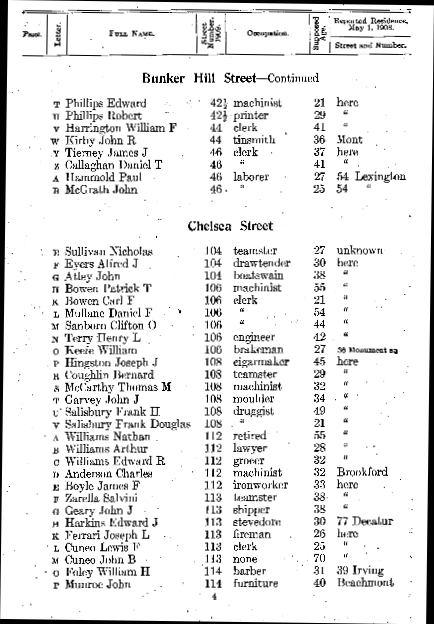 Page. Letter. FULL NAME. Street Number, 1908. Occupation. Supposed Age. Reported Residence, May 1, 1908. Street and Number.
Bunker Hill Street—Continued
T Phillips Edward 42½ machinist 21 here
U Phillips Robert 42½ printer 29 “
V Harrington William F 44 clerk 41 “
W Kirby John R 44 tinsmith 36 Mont
Y Tierney James J 46 clerk 37 here
Z Callaghan Daniel T 46 “ 41 “
A Hammold Paul 46 laborer 27 54 Lexington
B McGrath John 46 “ 25 54 “
Chelsea Street
E Sullivan Nicholas 104 teamster 27 unknown
F Eyers Alfred J 104 drawtender 30 here
G Atley John 104 boatswain 38 “
H Bowen Patrick T 106 machinist 55 “
K Bowen Carl F 106 clerk 21 “
L Mullane Daniel F 106 “ 54 “
M Sanborn Clifton O 106 “ 44 “
N Terry Henry L 106 engineer 42 “
O Keefe William 106 brakeman 27 58 Monument sq
P Hingston Joseph J 108 cigarmaker 45 here
R Coughlin Bernard 108 teamster 29 “
S McCarthy Thomas M 108 machinist 32 “
T Garvey John J 108 moulder 34 “
U Salisbury Frank H 108 druggist 49 “
V Salisbury Frank Douglas 108 “ 21 “
A Williams Nathan 112 retired 55 “
B Williams Arthur 112 lawyer 28 “
C Williams Edward R 112 grocer 32 “
D Anderson Charles 112 machinist 32 Brookford
E Boyle James F 112 ironworker 33 here
F Zarella Salvini 113 teamster 38 “
G Geary John J 113 shipper 38 “
H Harkins Edward J 113 stevedore 30 77 Decatur
K Ferrari Joseph L 113 fireman 26 here
L Cuneo Lewis F 113 clerk 25 “
M Cuneo John B 113 none 70 “
O Foley William H 114 barber 31 39 Irving
P Munroe John 114 furniture 40 Beachmont
4